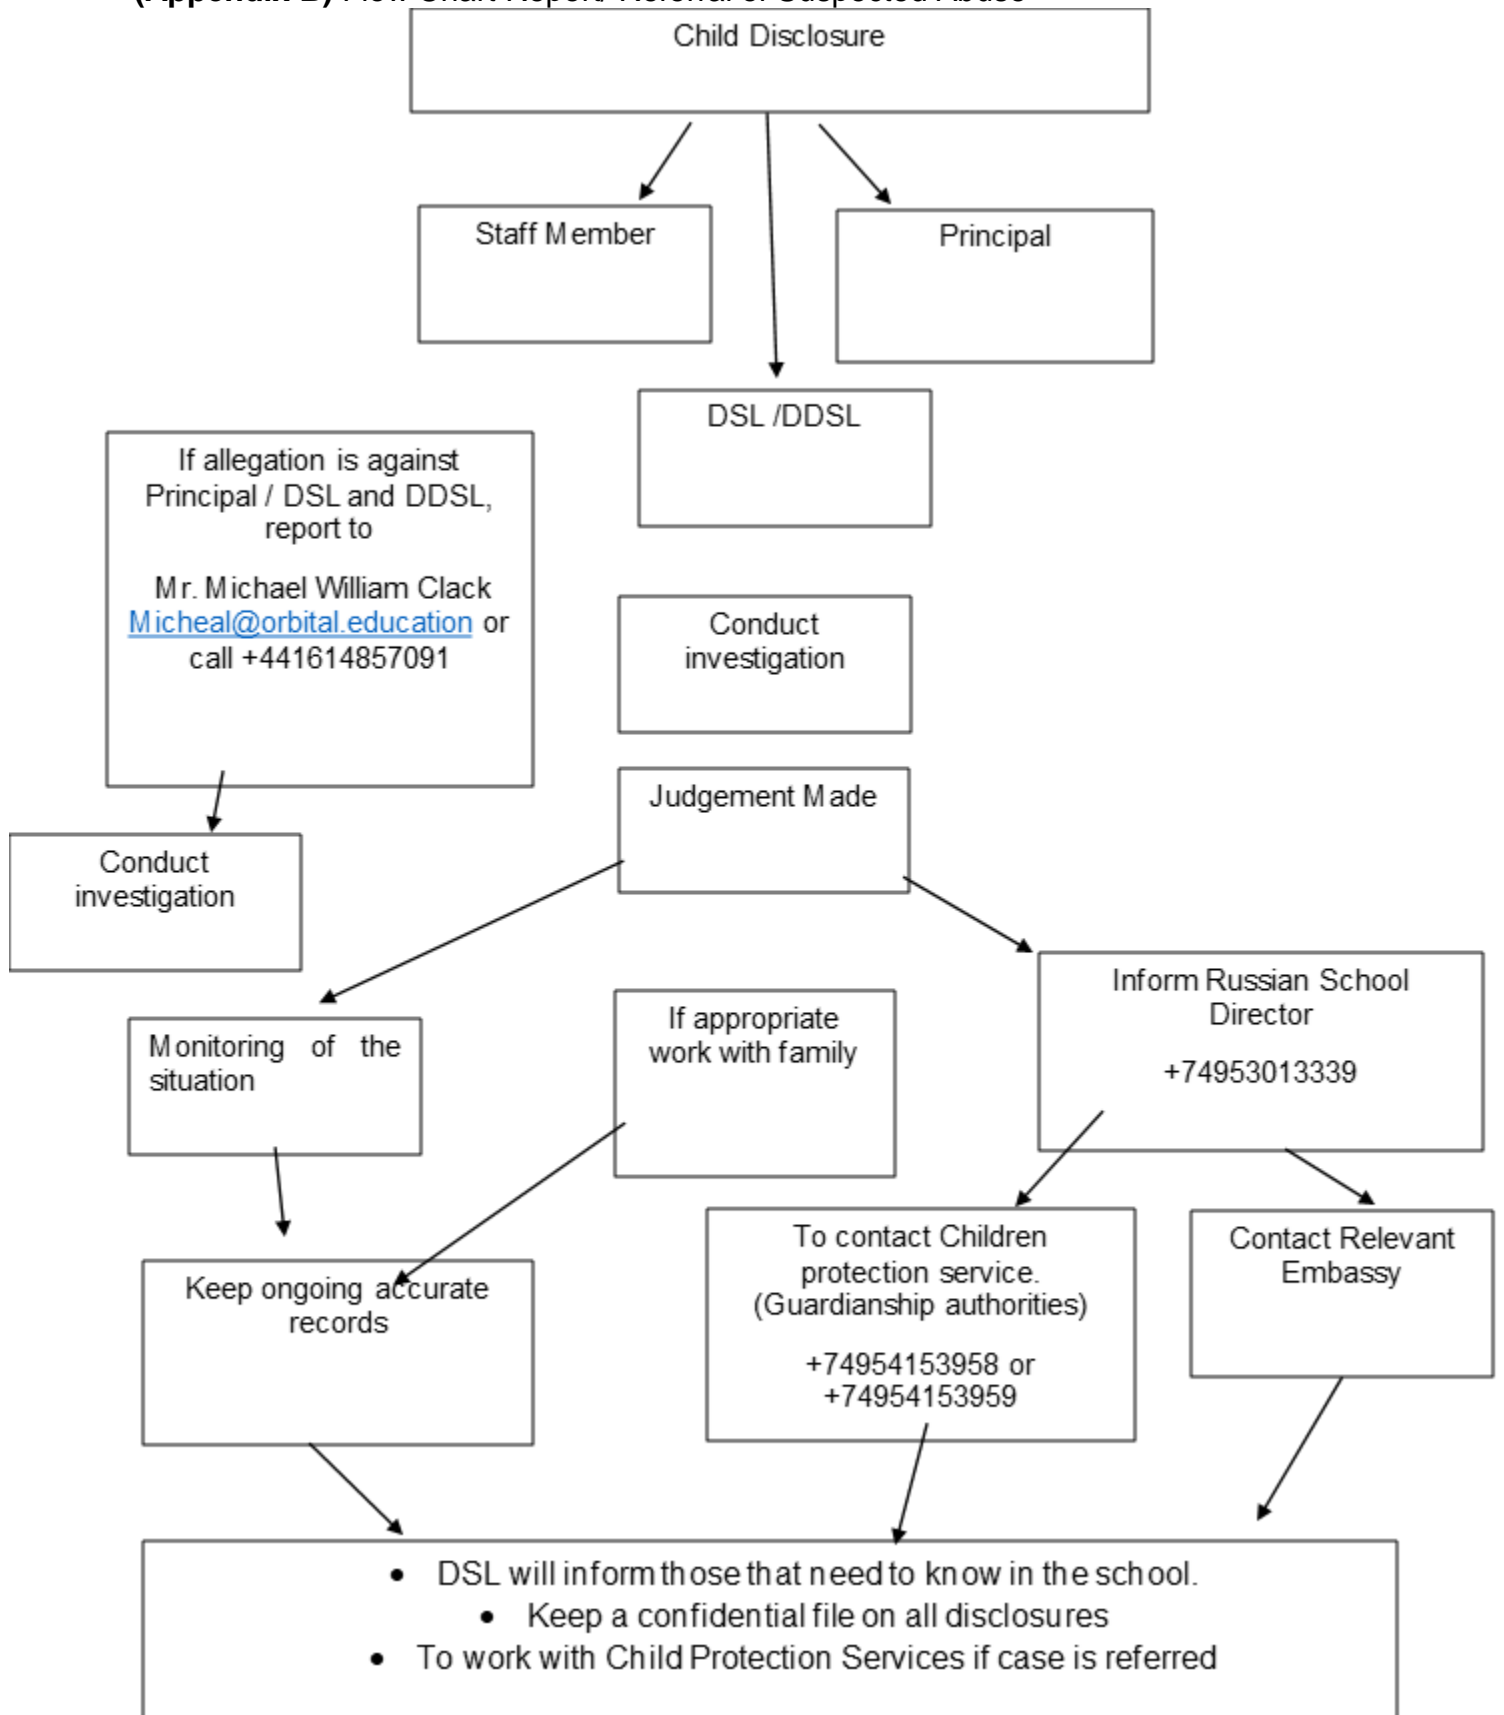 Child Disclosure
Staff Member
Principal
DSL /DDSL
If allegation is against
Principal / DSL and DDSL,
report to
Mr. Michael William Clack
Micheal@orbital.education or
call +441614857091
Conduct
investigation
Judgement Made
Conduct
investigation
Inform Russian School
Director
+74953013339
If appropriate
work with family
Monitoring of the
situation
To contact Children
protection service.
(Guardianship authorities)
+74954153958 or
+74954153959
Contact Relevant
Embassy
Keep ongoing accurate
records
• DSL will inform those that need to know in the school.
• Keep a confidential file on all disclosures
• To work with Child Protection Services if case is referred